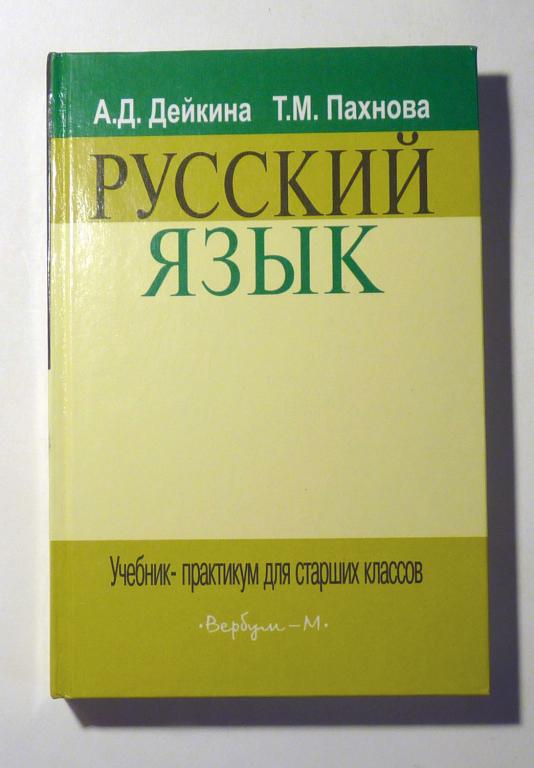 А.Д. Дейкина Т.М. Пахнова
РУССКИЙ
ЯЗЫК
Учебник- практикум для старших классов
·Вербум–М·